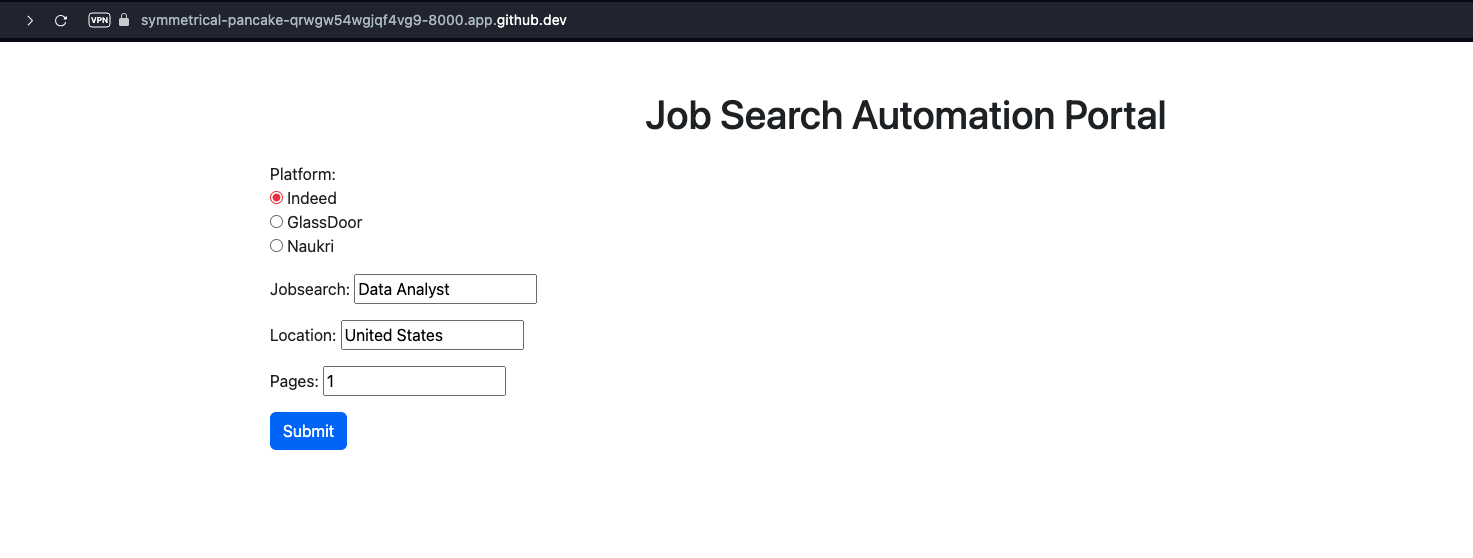 VPN symmetrical-pancake-qrwgw54wgjqf4vg9-8000.app.github.dev
Job Search Automation Portal
Platform:
Indeed
GlassDoor
Naukri
Jobsearch: Data Analyst
Location: United States
Pages: 1
Submit